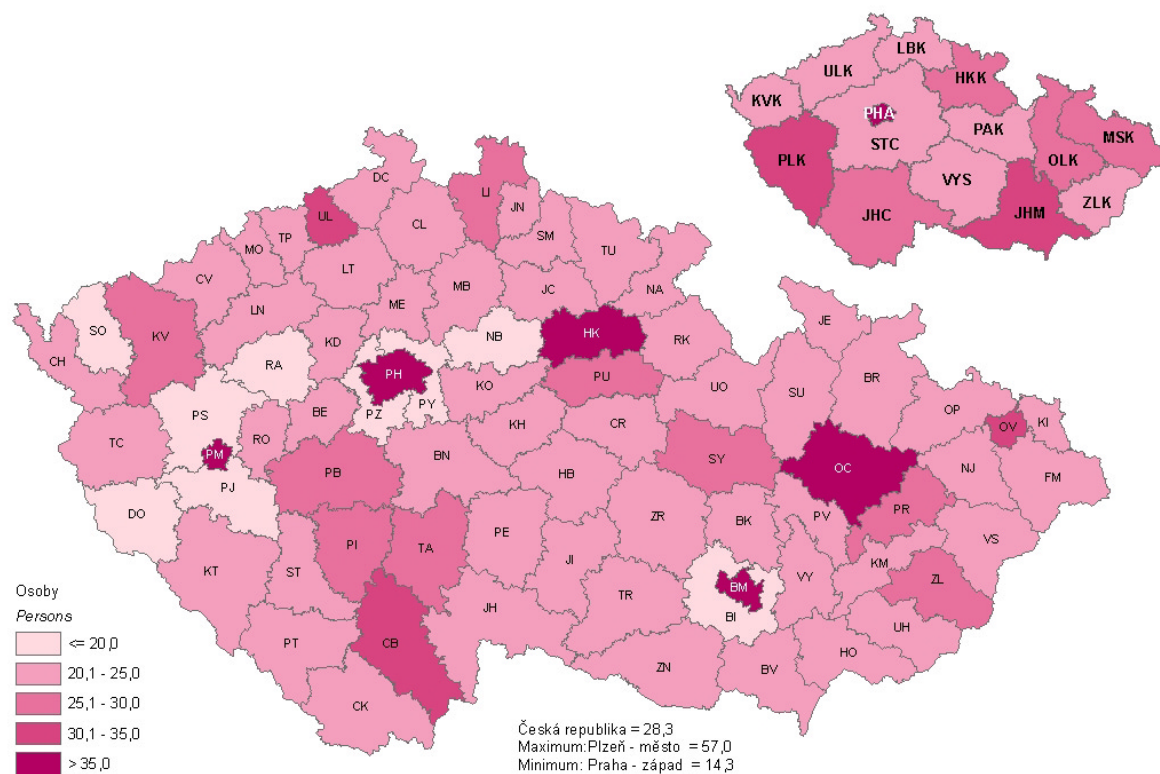 LBK
ULK
HKK
KVK
PHA
PAK
MSK
STC
OLK
PLK
VYS
ZLK
JHC
JHM
DC
LI
JN
UL
CL
SM
TP
MO
TU
LT
CV
MB
JC
NA
ME
LN
JE
SO
KV
HK
NB
KD
RK
CH
RA
BR
PH
PU
KO
UO
SU
PS
BE
PZ
PY
OP
KH
CR
OV
KI
TC
RO
PM
BN
SY
OC
NJ
FM
PB
HB
PJ
DO
ZR
BK
PV
PR
PE
VS
PI
TA
KT
ST
JI
KM
VY
ZL
BM
TR
JH
BI
UH
CB
PT
HO
ZN
BV
CK
Osoby
Persons
<= 20,0
20,1 - 25,0
25,1 - 30,0
30,1 - 35,0
> 35,0
Česká republika = 28,3
Maximum: Plzeň - město = 57,0
Minimum: Praha - západ = 14,3